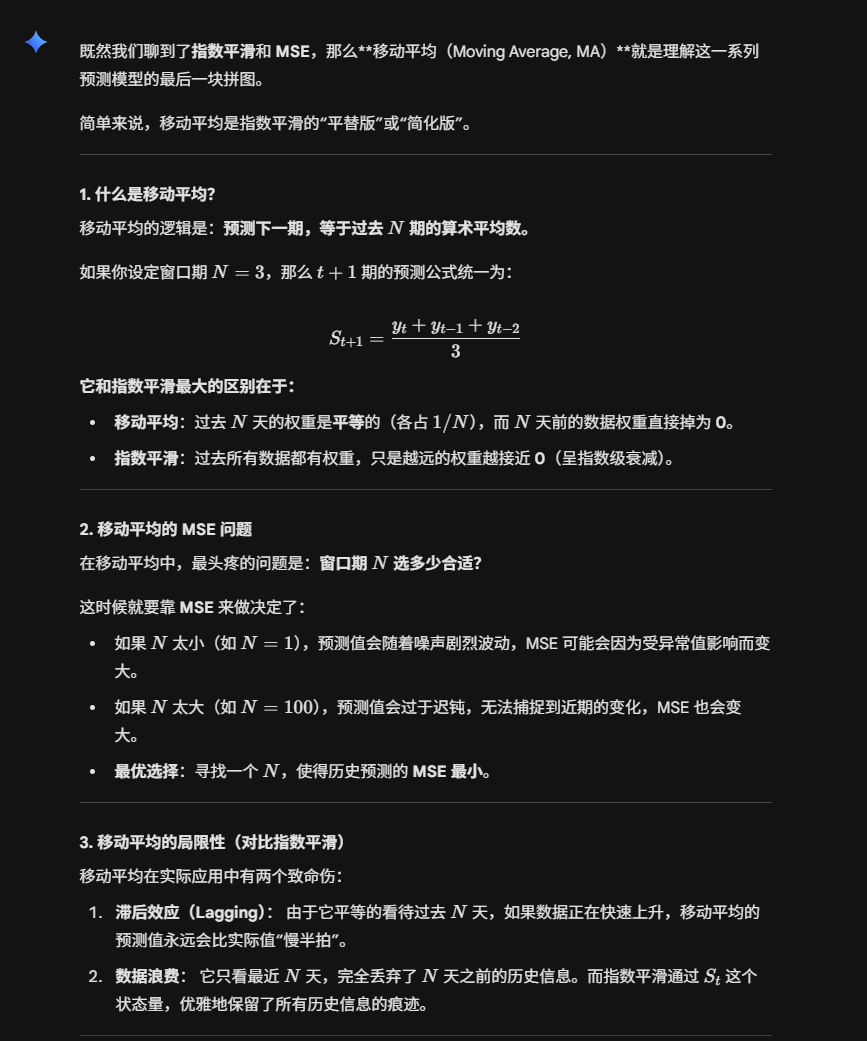 既然我们聊到了指数平滑和 MSE，那么**移动平均（Moving Average, MA）**就是理解这一系列
预测模型的最后一块拼图。
简单来说，移动平均是指数平滑的“平替版”或“简化版”。
1. 什么是移动平均？
移动平均的逻辑是：预测下一期，等于过去 N 期的算术平均数。
如果你设定窗口期 N = 3，那么 t + 1 期的预测公式统一为：
S_{t+1} = \frac{y_t + y_{t-1} + y_{t-2}}{3}
它和指数平滑最大的区别在于：
• 移动平均：过去 N 天的权重是平等的（各占 1/N），而 N 天前的数据权重直接掉为 0。
• 指数平滑：过去所有数据都有权重，只是越远的权重越接近 0（呈指数级衰减）。
2. 移动平均的 MSE 问题
在移动平均中，最头疼的问题是：窗口期 N 选多少合适？
这时候就要靠 MSE 来做决定了：
• 如果 N 太小（如 N = 1），预测值会随着噪声剧烈波动，MSE 可能会因为受异常值影响而变
大。
• 如果 N 太大（如 N = 100），预测值会过于迟钝，无法捕捉到近期的变化，MSE 也会变
大。
• 最优选择：寻找一个 N，使得历史预测的 MSE 最小。
3. 移动平均的局限性（对比指数平滑）
移动平均在实际应用中有两个致命伤：
1. 滞后效应（Lagging）： 由于它平等的看待过去 N 天，如果数据正在快速上升，移动平均的
预测值永远会比实际值“慢半拍”。
2. 数据浪费： 它只看最近 N 天，完全丢弃了 N 天之前的历史信息。而指数平滑通过 S_t 这个
状态量，优雅地保留了所有历史信息的痕迹。